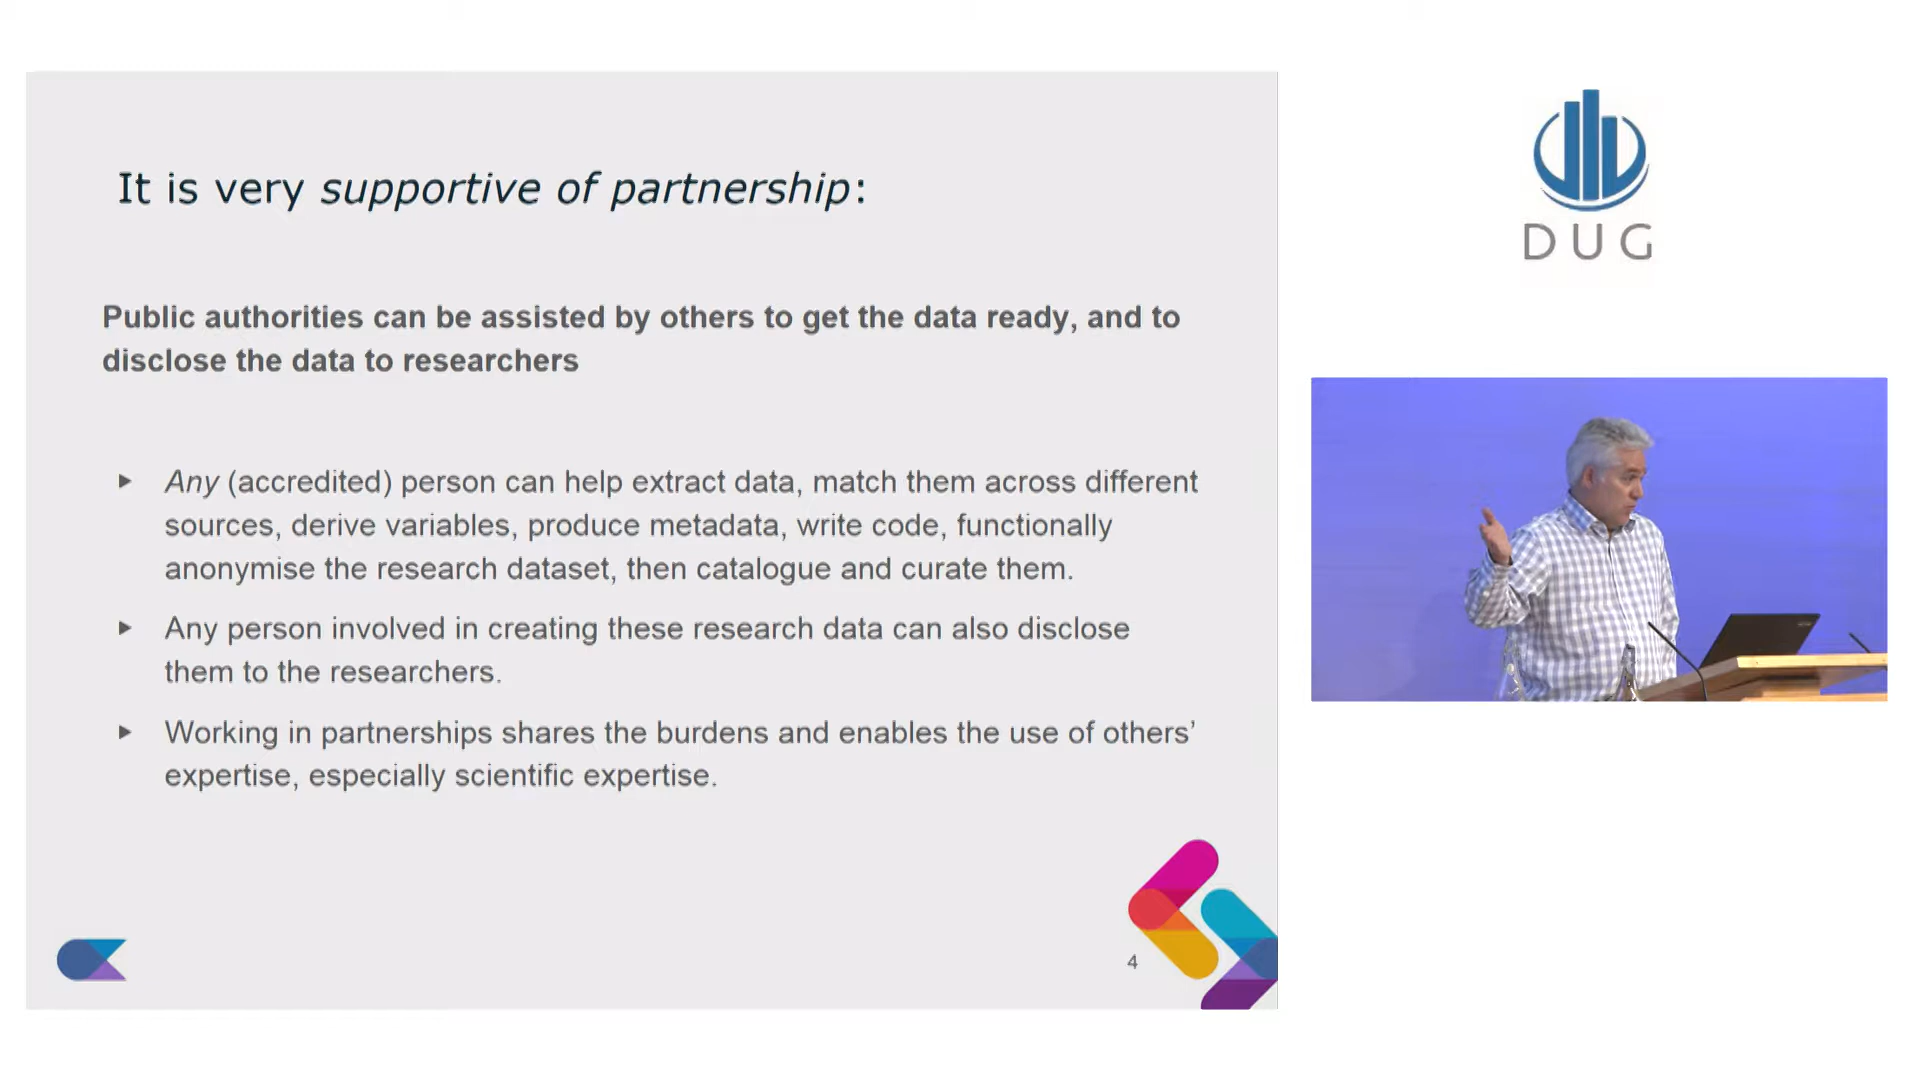 It is very supportive of partnership:
Public authorities can be assisted by others to get the data ready, and to
disclose the data to researchers
Any (accredited) person can help extract data, match them across different
sources, derive variables, produce metadata, write code, functionally
anonymise the research dataset, then catalogue and curate them.
Any person involved in creating these research data can also disclose
them to the researchers.
Working in partnerships shares the burdens and enables the use of others’
expertise, especially scientific expertise.
4
DUG